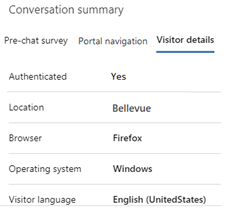 Conversation summary
Pre-chat survey Portal navigation Visitor details
Authenticated Yes
Location Bellevue
Browser Firefox
Operating system Windows
Visitor language English (UnitedStates)